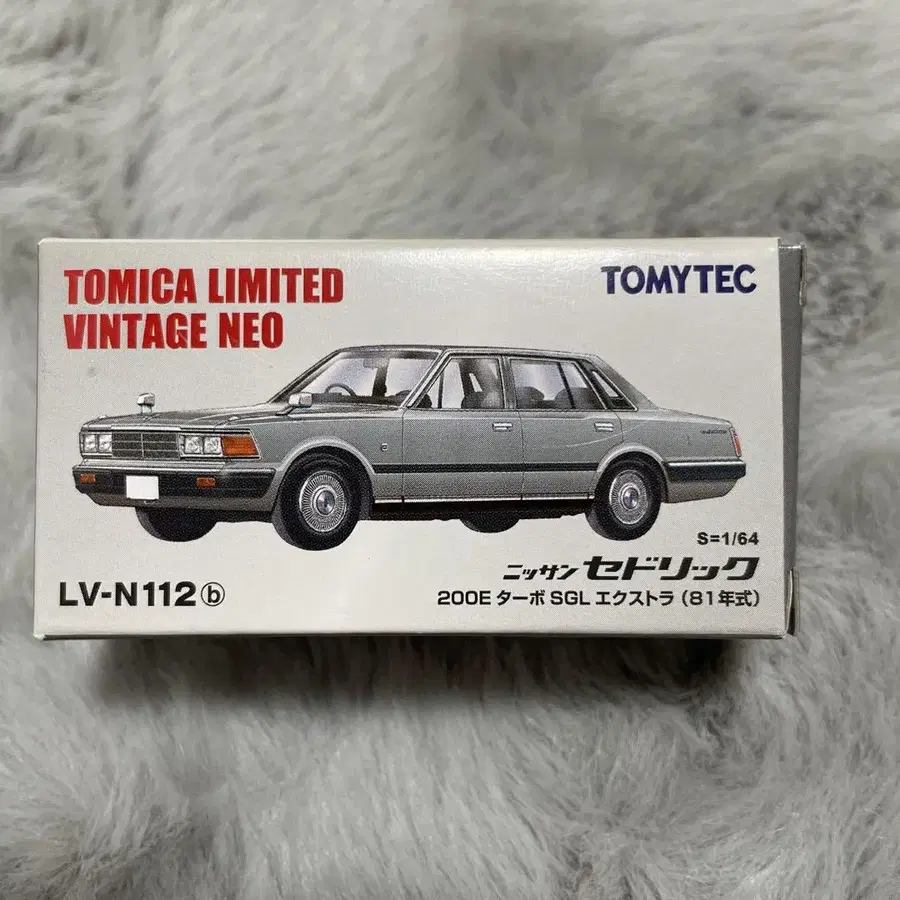 TOMICA LIMITED
VINTAGE NEO
TOMYTEC
S=1/64
LV-N112ⓑ
ニッサン セドリック
200E ターボ SGL エクストラ (81年式)